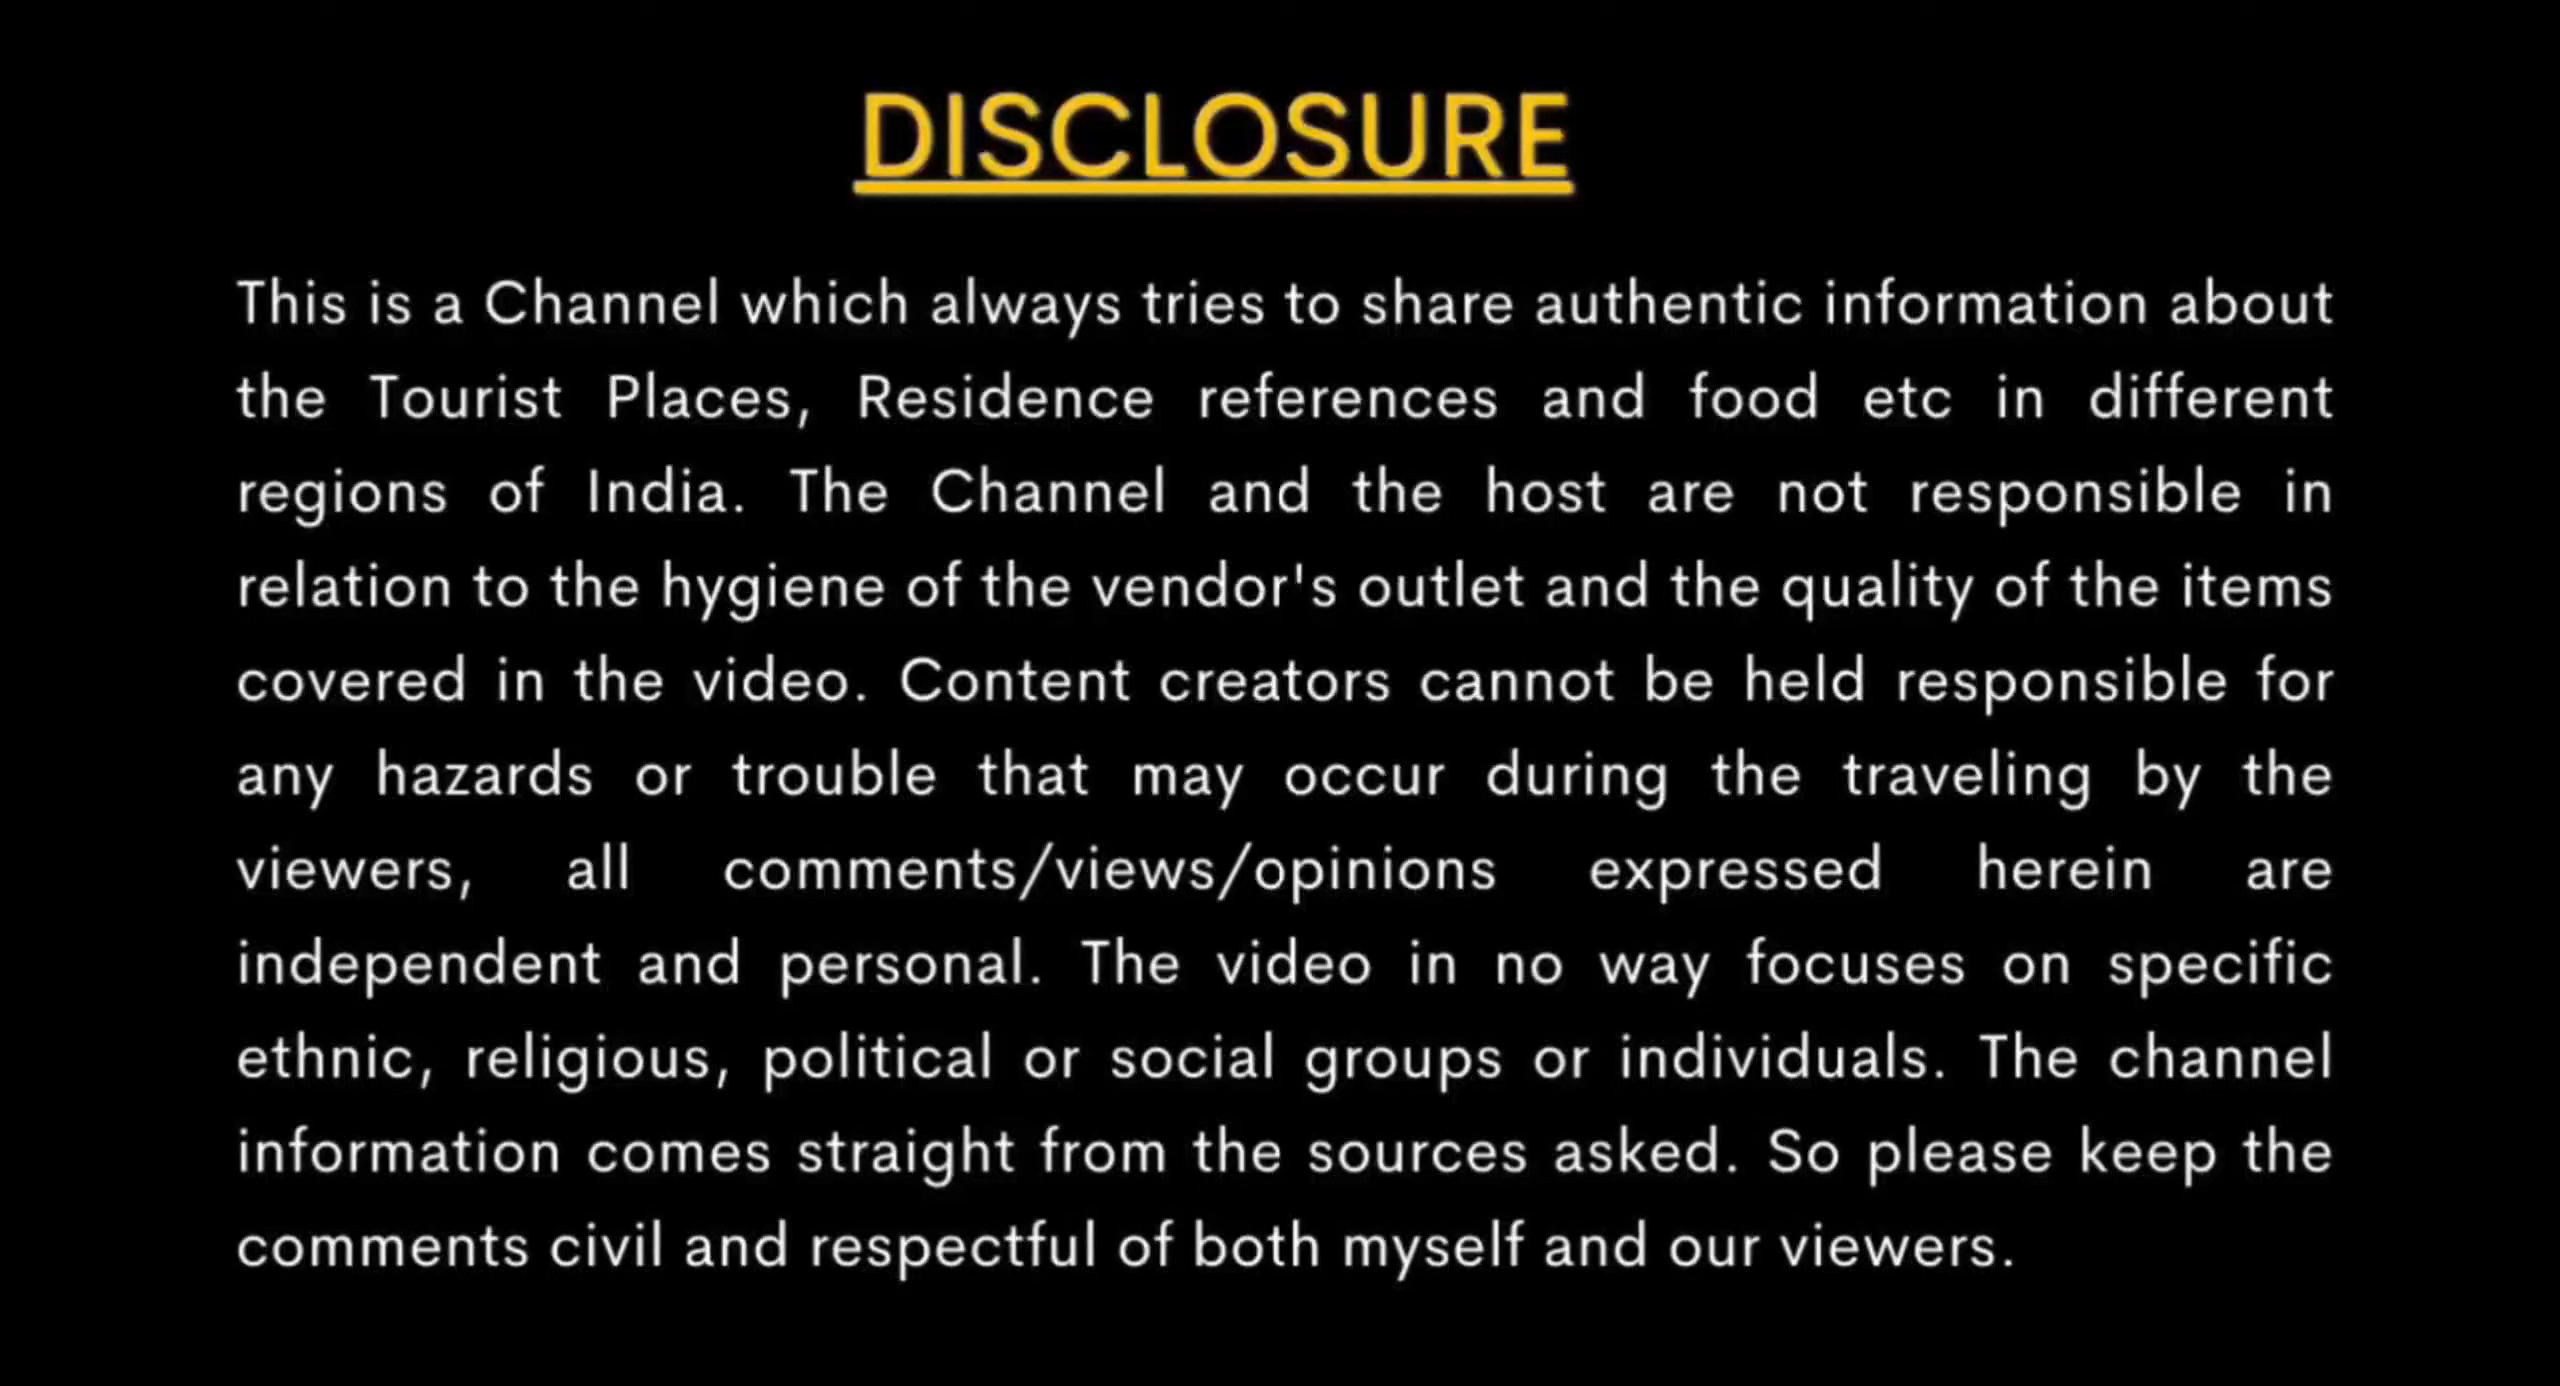 DISCLOSURE
This is a Channel which always tries to share authentic information about
the Tourist Places, Residence references and food etc in different
regions of India. The Channel and the host are not responsible in
relation to the hygiene of the vendor's outlet and the quality of the items
covered in the video. Content creators cannot be held responsible for
any hazards or trouble that may occur during the traveling by the
viewers, all comments/views/opinions expressed herein are
independent and personal. The video in no way focuses on specific
ethnic, religious, political or social groups or individuals. The channel
information comes straight from the sources asked. So please keep the
comments civil and respectful of both myself and our viewers.